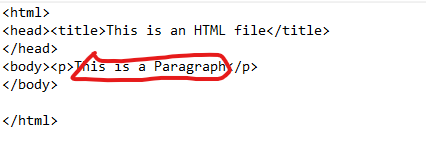 <html>
<head><title>This is an HTML file</title>
</head>
<body><p>This is a Paragraph</p>
</body>
</html>